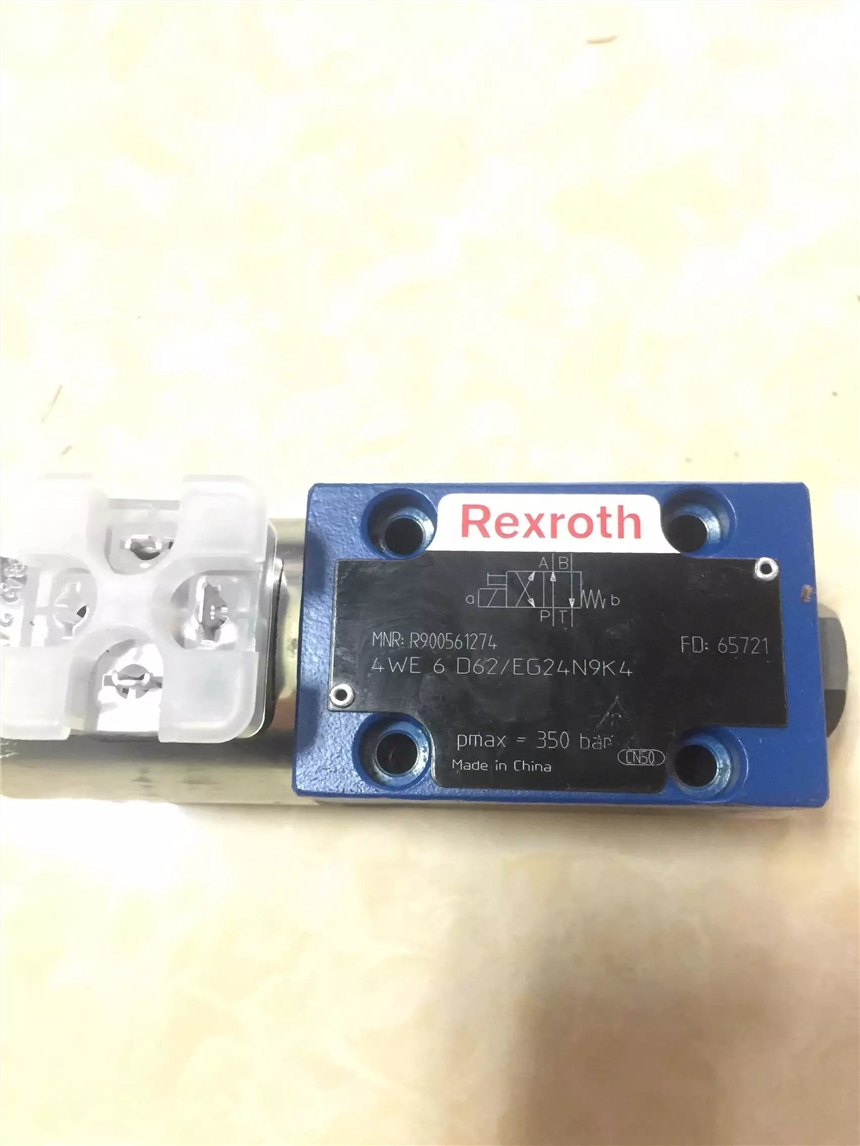 Rexroth
A B
a b
P T
MNR: R900561274
FD: 65721
4WE 6 D62/EG24N9K4
pmax = 350 bar
Made in China
CN50